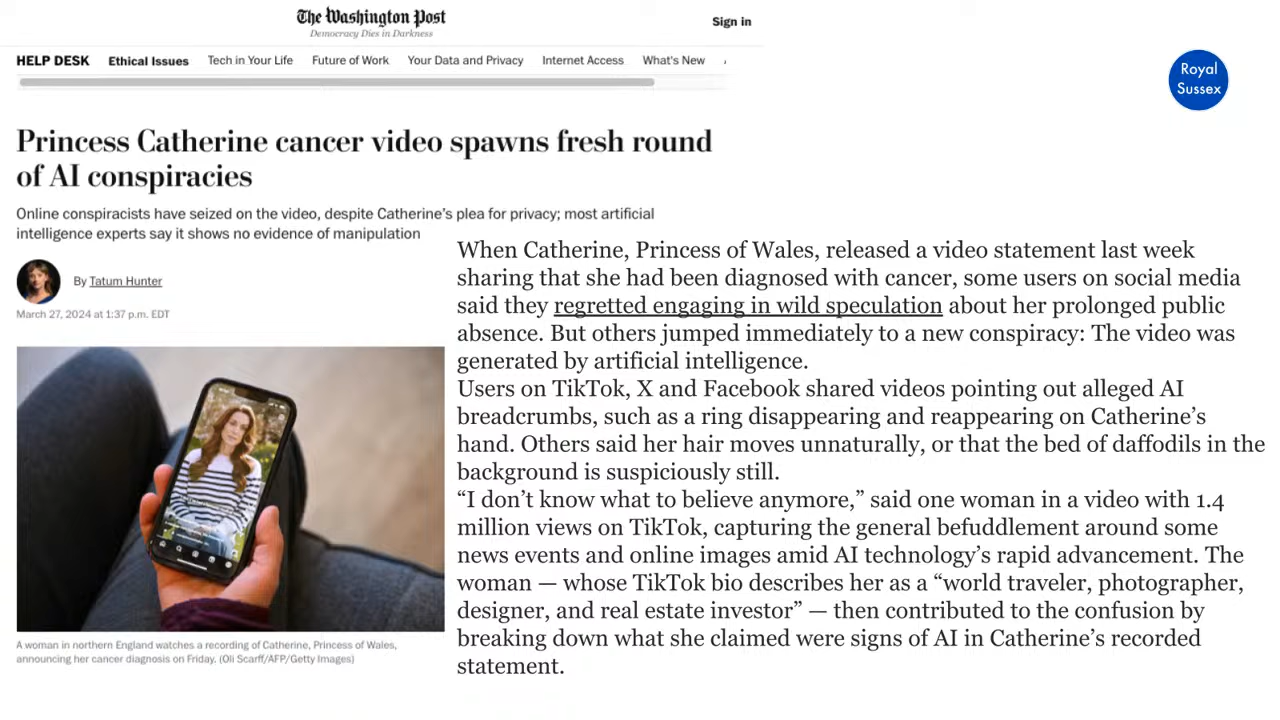 The Washington Post
Democracy Dies in Darkness
Sign in
HELP DESK Ethical Issues Tech in Your Life Future of Work Your Data and Privacy Internet Access What's New
Royal
Sussex
Princess Catherine cancer video spawns fresh round
of AI conspiracies
Online conspiracists have seized on the video, despite Catherine's plea for privacy; most artificial
intelligence experts say it shows no evidence of manipulation
By Tatum Hunter
March 27, 2024 at 1:37 p.m. EDT
A woman in northern England watches a recording of Catherine, Princess of Wales,
announcing her cancer diagnosis on Friday. (Oli Scarff/AFP/Getty Images)
When Catherine, Princess of Wales, released a video statement last week
sharing that she had been diagnosed with cancer, some users on social media
said they regretted engaging in wild speculation about her prolonged public
absence. But others jumped immediately to a new conspiracy: The video was
generated by artificial intelligence.
Users on TikTok, X and Facebook shared videos pointing out alleged AI
breadcrumbs, such as a ring disappearing and reappearing on Catherine's
hand. Others said her hair moves unnaturally, or that the bed of daffodils in the
background is suspiciously still.
“I don't know what to believe anymore,” said one woman in a video with 1.4
million views on TikTok, capturing the general befuddlement around some
news events and online images amid AI technology's rapid advancement. The
woman — whose TikTok bio describes her as a “world traveler, photographer,
designer, and real estate investor” — then contributed to the confusion by
breaking down what she claimed were signs of AI in Catherine's recorded
statement.